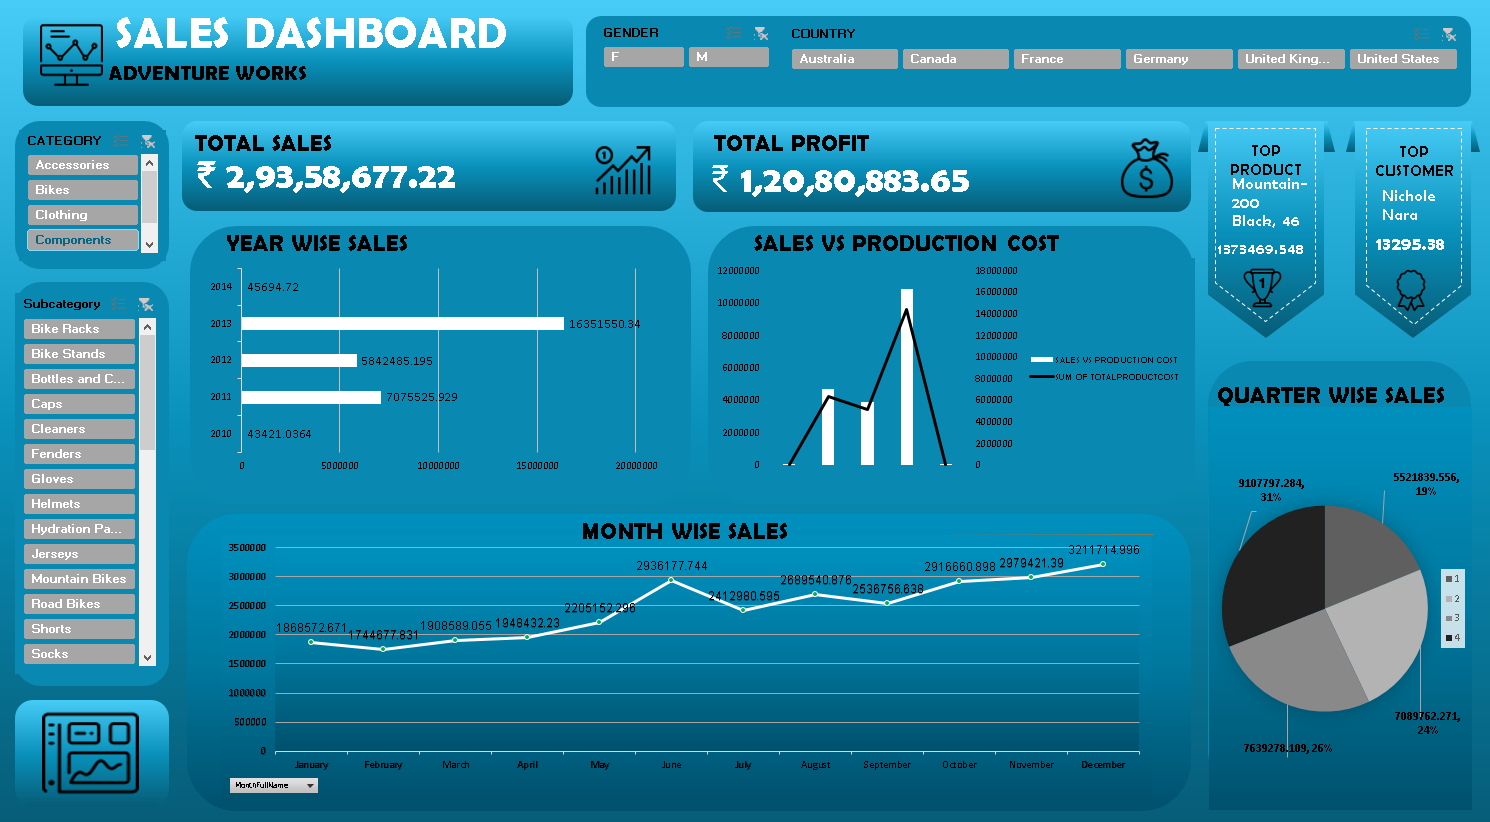 SALES DASHBOARD
ADVENTURE WORKS
GENDER
F
M
COUNTRY
Australia
Canada
France
Germany
United King...
United States
CATEGORY
Accessories
Bikes
Clothing
Components
Subcategory
Bike Racks
Bike Stands
Bottles and C...
Caps
Cleaners
Fenders
Gloves
Helmets
Hydration Pa...
Jerseys
Mountain Bikes
Road Bikes
Shorts
Socks
TOTAL SALES
₹ 2,93,58,677.22
TOTAL PROFIT
₹ 1,20,80,883.65
$
TOP
PRODUCT
Mountain-
200
Black, 46
1373469.548
1
TOP
CUSTOMER
Nichole
Nara
13295.38
YEAR WISE SALES
2014
45694.72
2013
16351550.34
2012
5842485.195
2011
7075525.929
2010
43421.0364
0
5000000
10000000
15000000
20000000
SALES VS PRODUCTION COST
12000000
10000000
8000000
6000000
4000000
2000000
0
18000000
16000000
14000000
12000000
10000000
8000000
6000000
4000000
2000000
0
SALES VS PRODUCTION COST
SUM OF TOTALPRODUCTCOST
QUARTER WISE SALES
9107797.284,
31%
5521839.556,
19%
7089762.271,
24%
7639278.109, 26%
1
2
3
4
MONTH WISE SALES
3500000
3000000
2500000
2000000
1500000
1000000
500000
0
1868572.671
1744677.831
1908589.055
1948432.23
2205152.296
2936177.744
2412980.595
2689540.876
2536756.638
2916660.898
2979421.39
3211714.996
January
February
March
April
May
June
July
August
September
October
November
December
MonthFullName